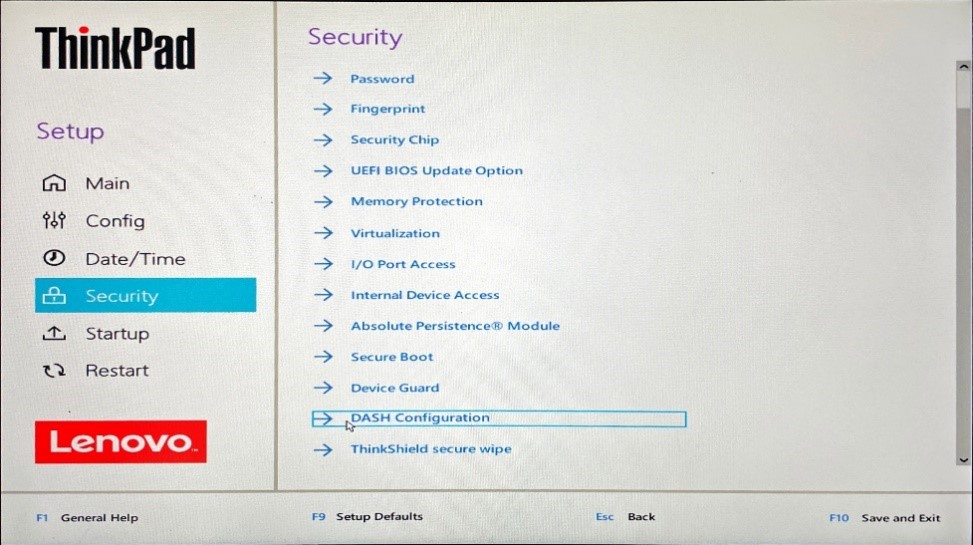 ThinkPad
Setup
Main
Config
Date/Time
Security
Startup
Restart
Lenovo.
Security
Password
Fingerprint
Security Chip
UEFI BIOS Update Option
Memory Protection
Virtualization
I/O Port Access
Internal Device Access
Absolute Persistence® Module
Secure Boot
Device Guard
DASH Configuration
ThinkShield secure wipe
F1 General Help
F9 Setup Defaults
Esc Back
F10 Save and Exit